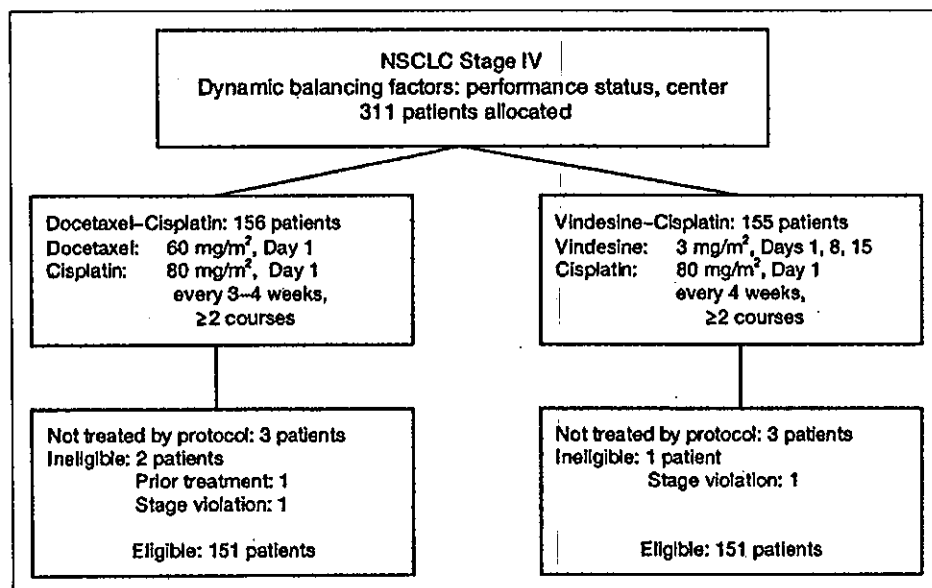 NSCLC Stage IV
Dynamic balancing factors: performance status, center
311 patients allocated
Docetaxel–Cisplatin: 156 patients
Docetaxel: 60 mg/m², Day 1
Cisplatin: 80 mg/m², Day 1
every 3–4 weeks,
≥2 courses
Vindesine–Cisplatin: 155 patients
Vindesine: 3 mg/m², Days 1, 8, 15
Cisplatin: 80 mg/m², Day 1
every 4 weeks,
≥2 courses
Not treated by protocol: 3 patients
Ineligible: 2 patients
Prior treatment: 1
Stage violation: 1
Eligible: 151 patients
Not treated by protocol: 3 patients
Ineligible: 1 patient
Stage violation: 1
Eligible: 151 patients